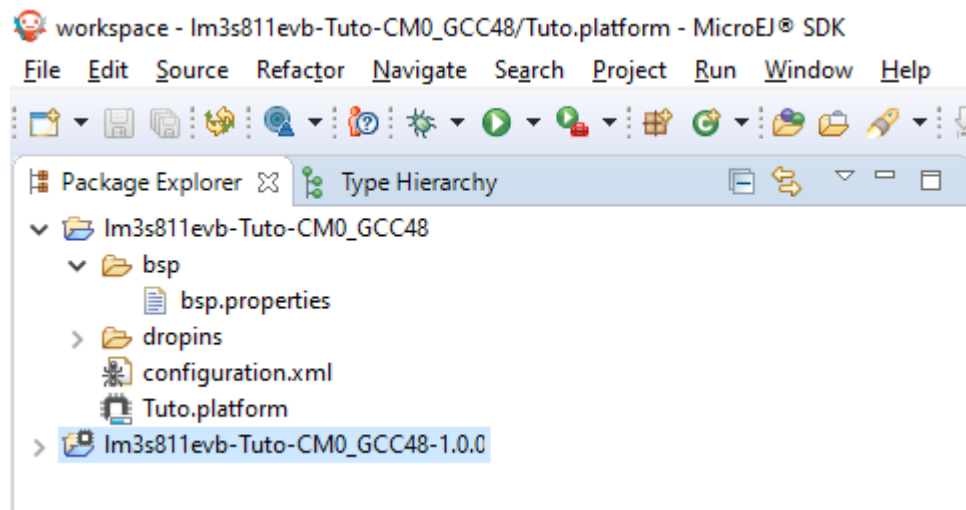 workspace - lm3s811evb-Tuto-CM0_GCC48/Tuto.platform - MicroEJ® SDK
File Edit Source Refactor Navigate Search Project Run Window Help
Package Explorer Type Hierarchy
lm3s811evb-Tuto-CM0_GCC48
bsp
bsp.properties
dropins
configuration.xml
Tuto.platform
lm3s811evb-Tuto-CM0_GCC48-1.0.0